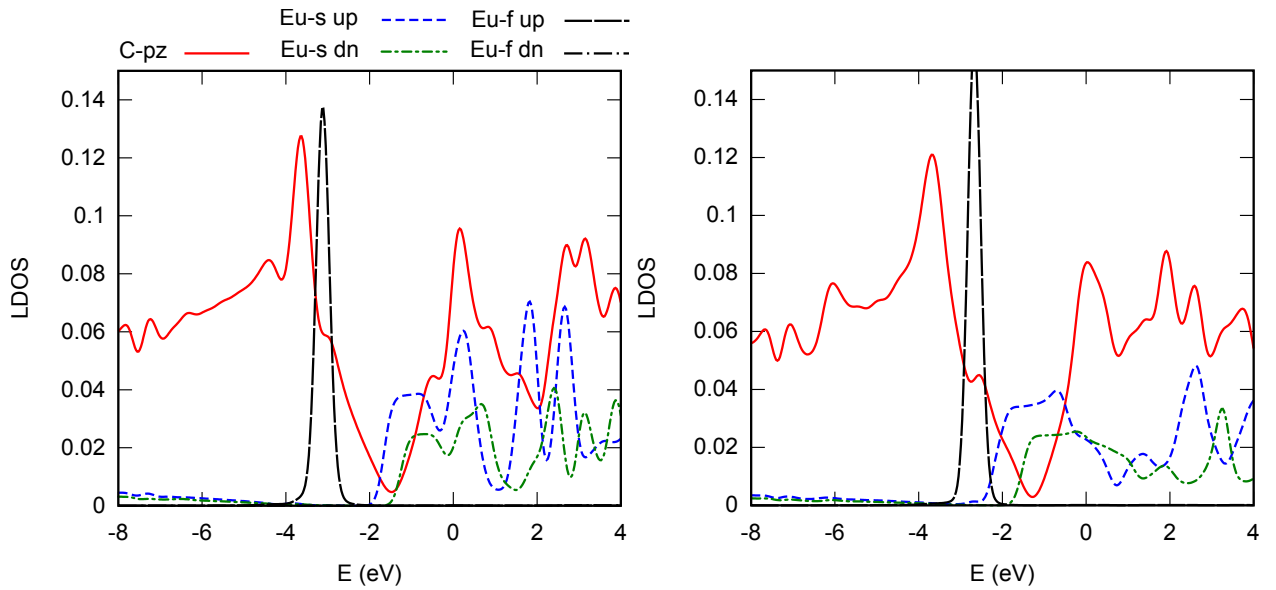 Eu-s up Eu-f up
C-pz Eu-s dn Eu-f dn
0.14 0.14
0.12 0.12
0.1 0.1
LDOS 0.08 LDOS 0.08
0.06 0.06
0.04 0.04
0.02 0.02
0 0
-8 -6 -4 -2 0 2 4 -8 -6 -4 -2 0 2 4
E (eV) E (eV)